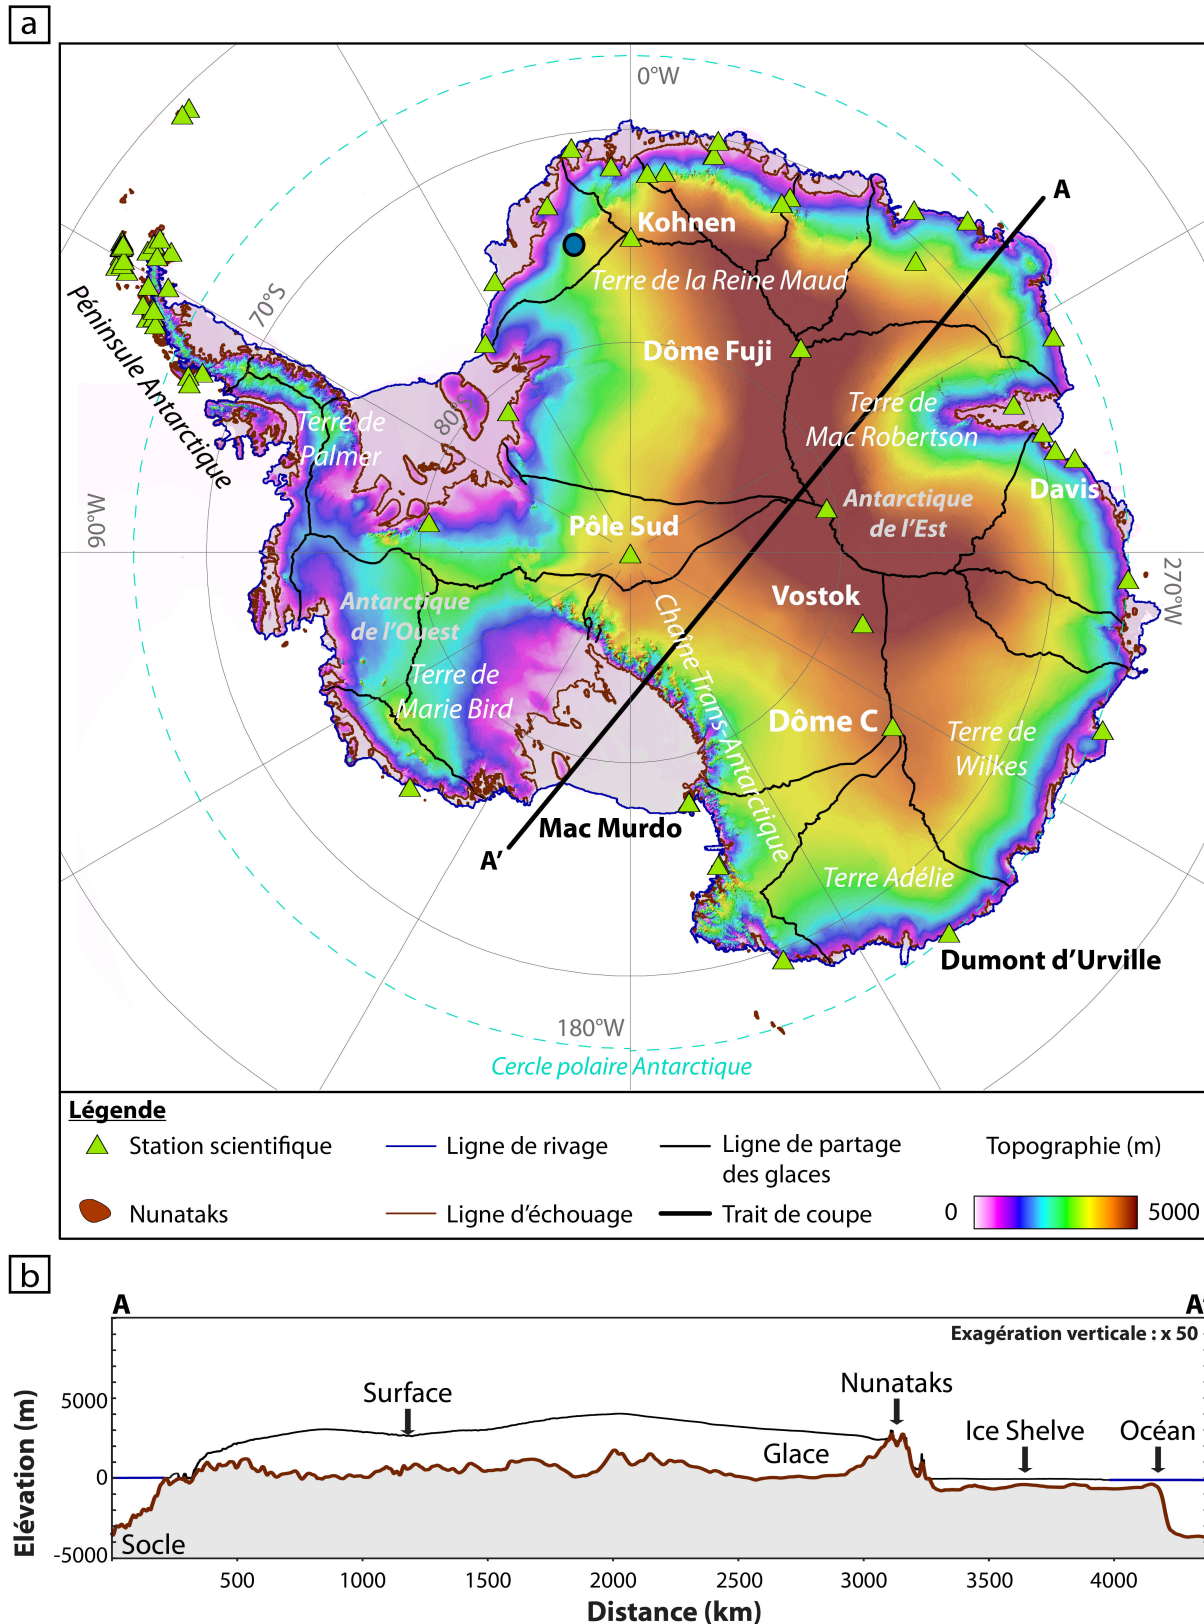 a
0°W
A
Kohnen
Terre de la Reine Maud
70°S
Péninsule Antarctique
Dôme Fuji
80°S
Terre de
Palmer
Terre de
Mac Robertson
Davis
Antarctique
de l'Est
Pôle Sud
90°W
270°W
Vostok
Antarctique
de l'Ouest
Chaîne Trans-Antarctique
Terre de
Marie Bird
Dôme C
Terre de
Wilkes
Mac Murdo
A'
Terre Adélie
Dumont d'Urville
180°W
Cercle polaire Antarctique
Légende
Station scientifique
Ligne de rivage
Ligne de partage
des glaces
Topographie (m)
Nunataks
Ligne d'échouage
Trait de coupe
0
5000
b
A
A'
Exagération verticale : x 50
Elévation (m)
5000
0
-5000
Surface
Nunataks
Glace
Ice Shelve
Océan
Socle
500
1000
1500
2000
2500
3000
3500
4000
Distance (km)